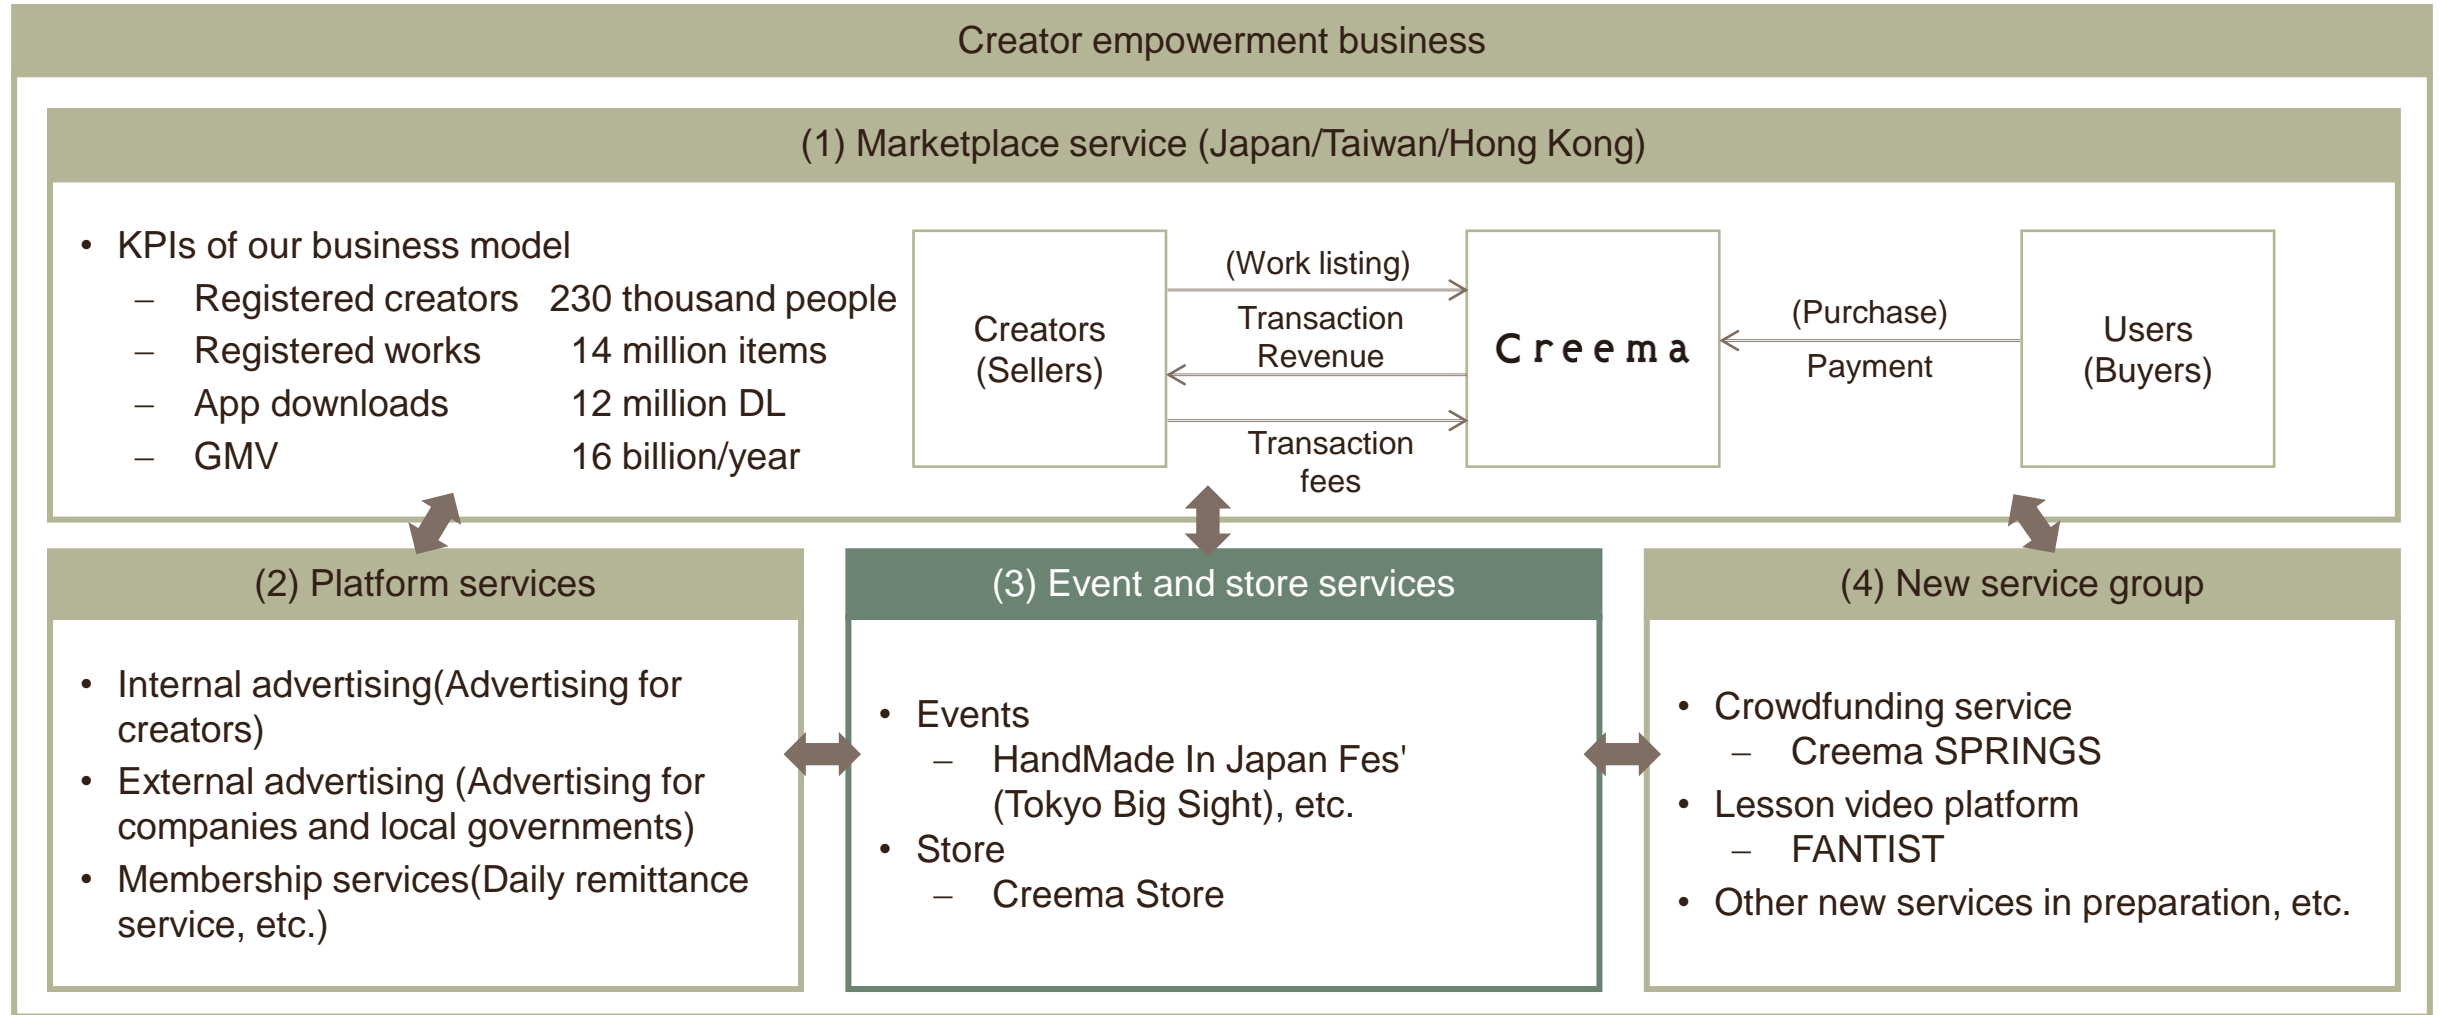 Creator empowerment business
(1) Marketplace service (Japan/Taiwan/Hong Kong)
• KPIs of our business model
– Registered creators 230 thousand people
– Registered works 14 million items
– App downloads 12 million DL
– GMV 16 billion/year
Creators
(Sellers)
(Work listing)
Transaction
Revenue
Transaction
fees
Creema
(Purchase)
Payment
Users
(Buyers)
(2) Platform services
• Internal advertising(Advertising for
creators)
• External advertising (Advertising for
companies and local governments)
• Membership services(Daily remittance
service, etc.)
(3) Event and store services
• Events
– HandMade In Japan Fes'
(Tokyo Big Sight), etc.
• Store
– Creema Store
(4) New service group
• Crowdfunding service
– Creema SPRINGS
• Lesson video platform
– FANTIST
• Other new services in preparation, etc.